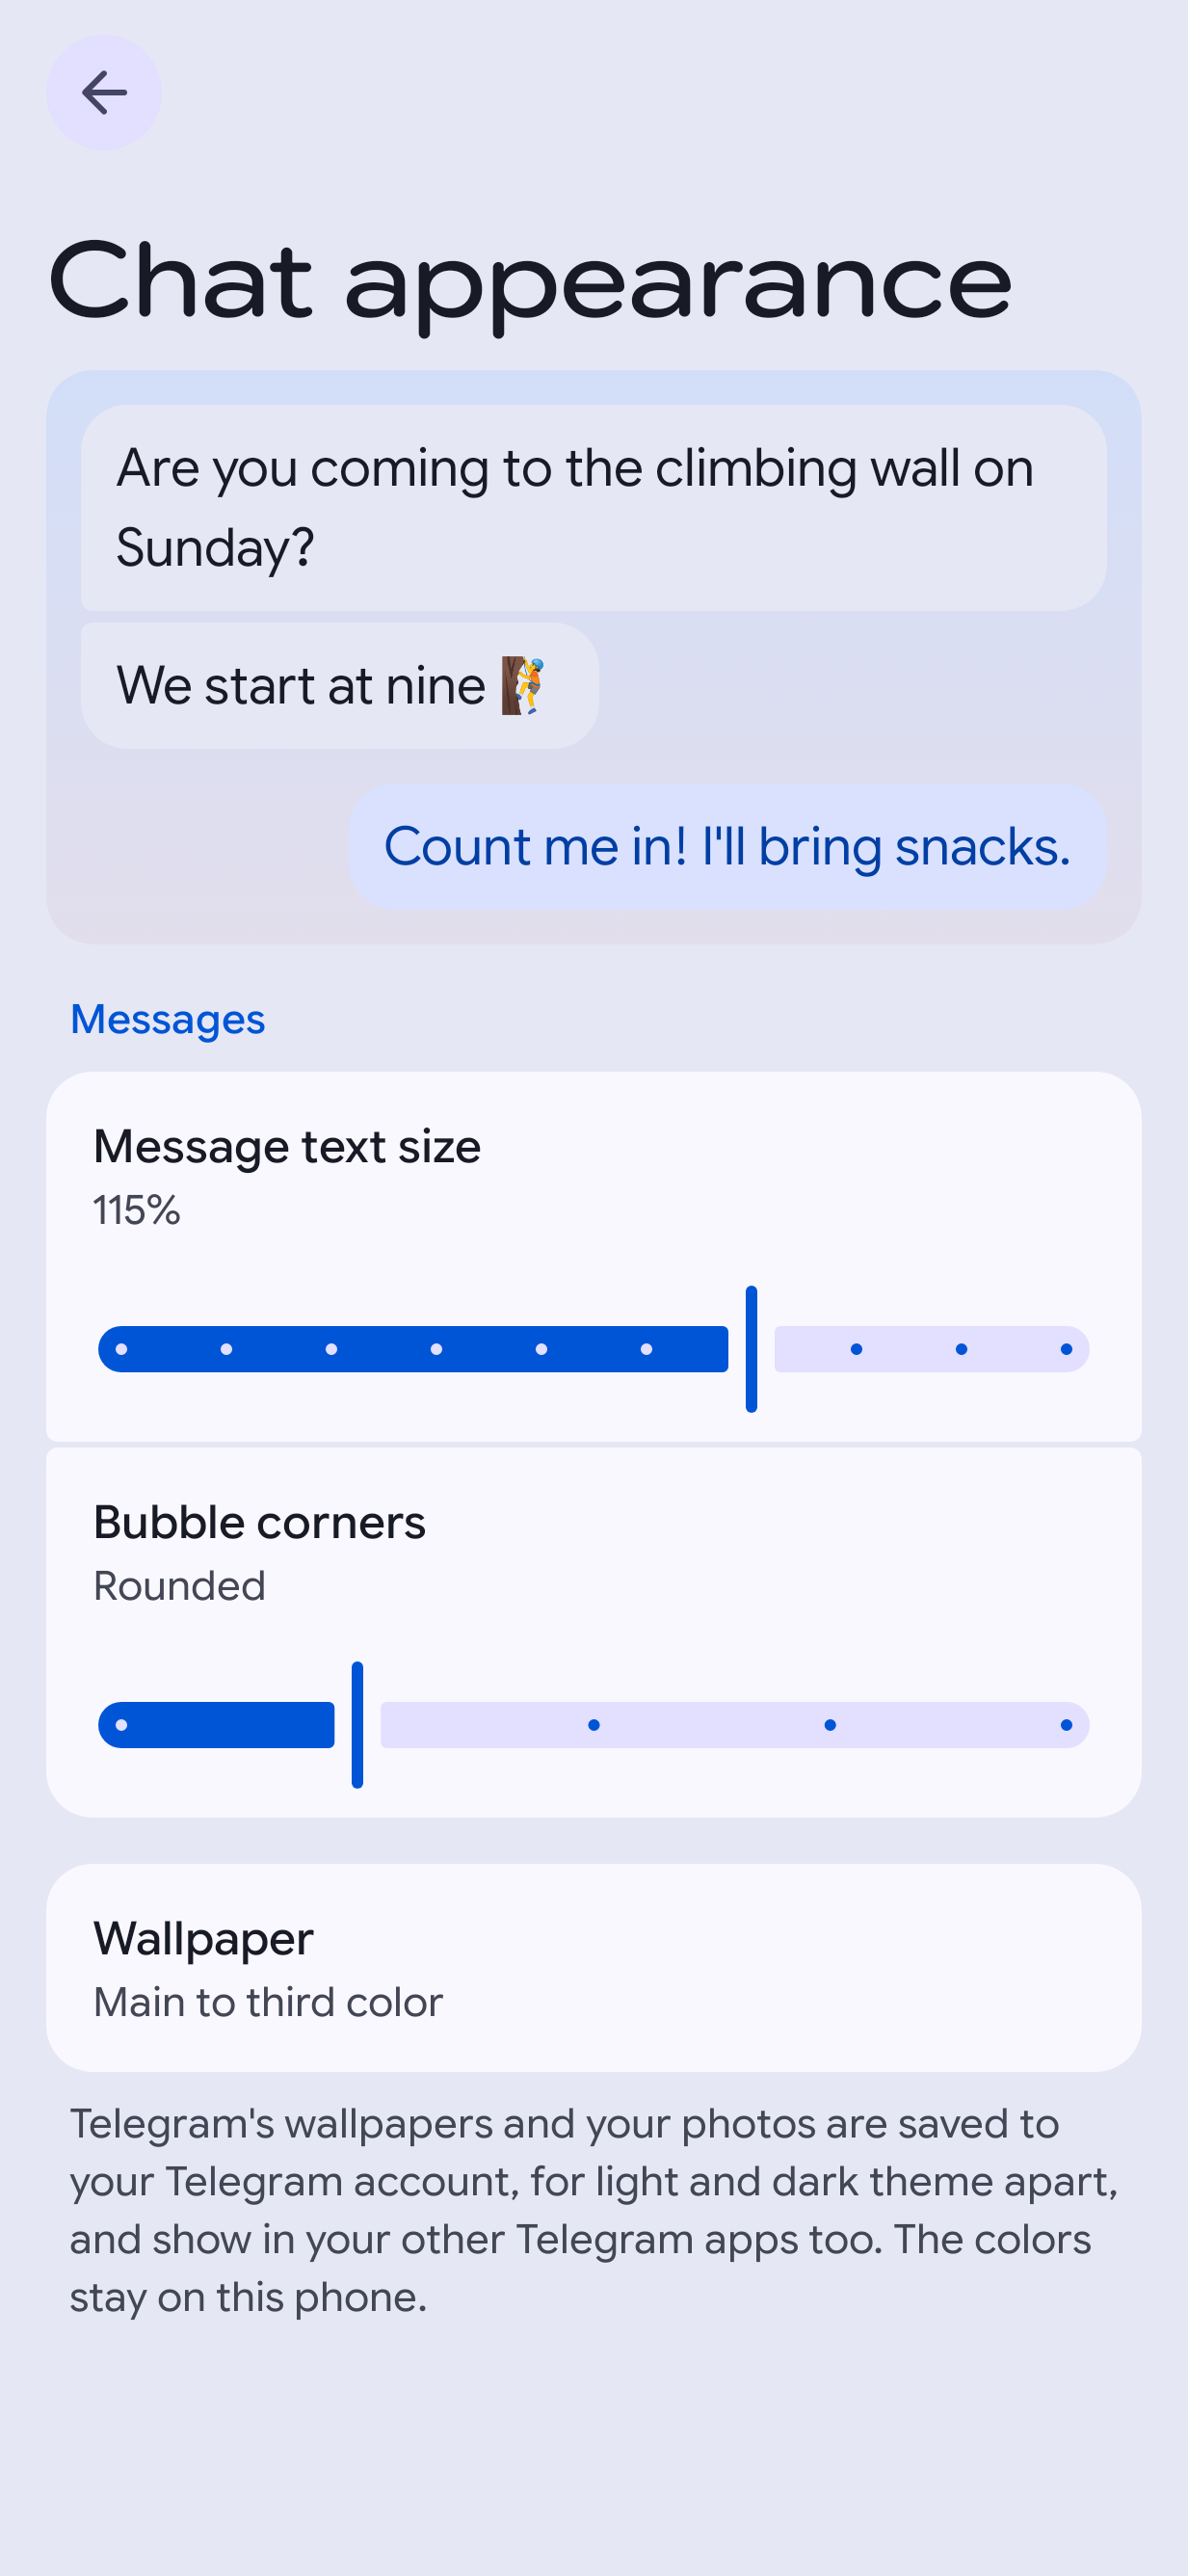 Chat appearance
Are you coming to the climbing wall on
Sunday?
We start at nine 🧗
Count me in! I'll bring snacks.
Messages
Message text size
115%
Bubble corners
Rounded
Wallpaper
Main to third color
Telegram's wallpapers and your photos are saved to
your Telegram account, for light and dark theme apart,
and show in your other Telegram apps too. The colors
stay on this phone.